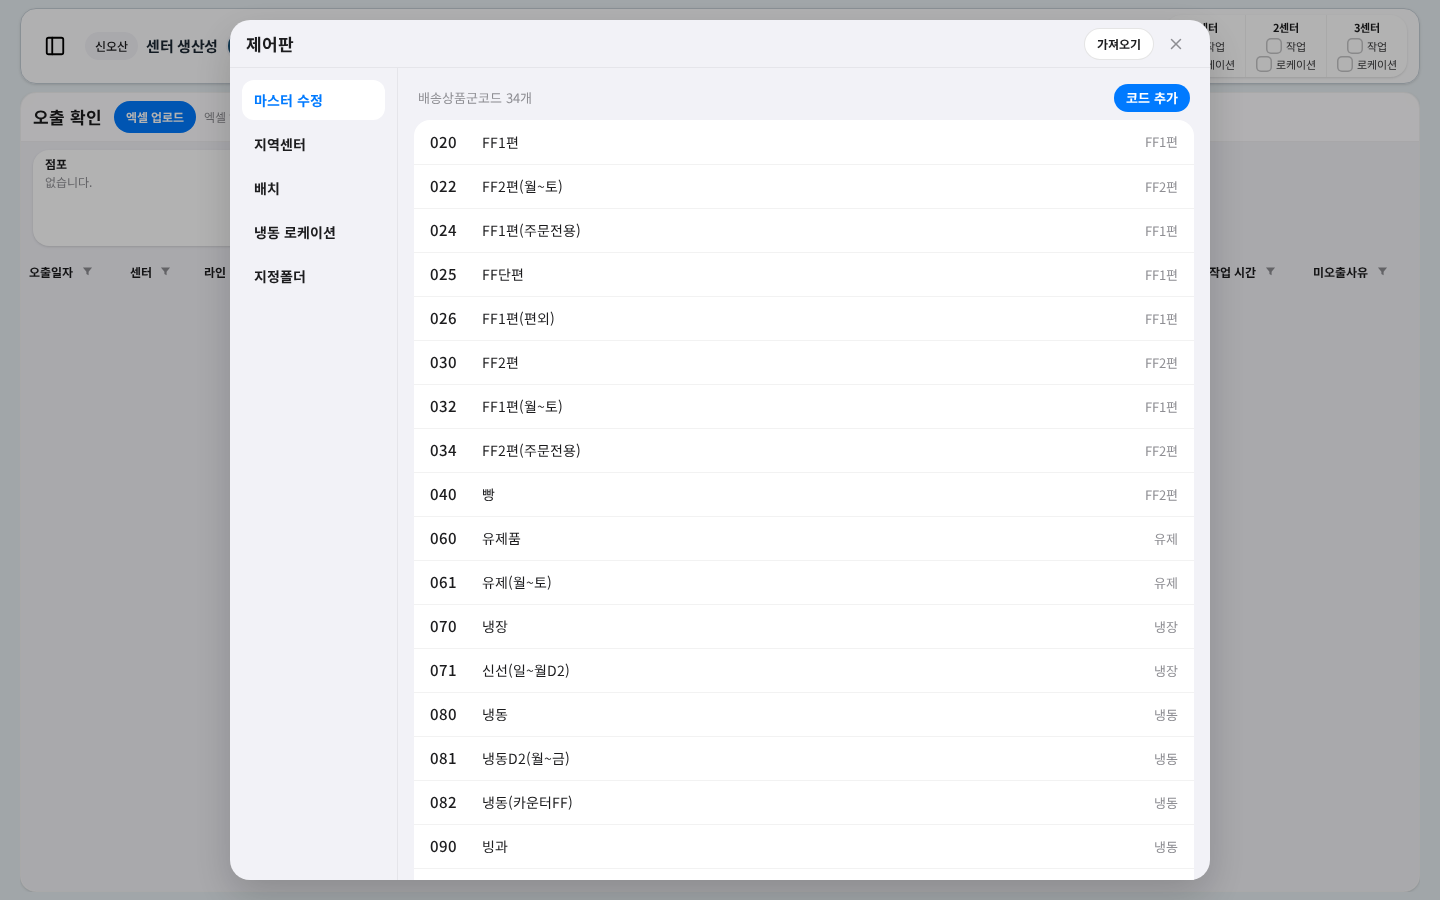 제어판
가져오기
신오산
센터 생산성
2센터
3센터
작업
작업
작업
로케이션
로케이션
오출 확인
엑셀 업로드
엑셀
점포
없습니다.
오출일자
센터
라인
작업 시간
미오출사유
마스터 수정
지역센터
배치
냉동 로케이션
지정폴더
배송상품군코드 34개
코드 추가
020 FF1편 FF1편
022 FF2편(월~토) FF2편
024 FF1편(주문전용) FF1편
025 FF단편 FF1편
026 FF1편(편외) FF1편
030 FF2편 FF2편
032 FF1편(월~토) FF1편
034 FF2편(주문전용) FF2편
040 빵 FF2편
060 유제품 유제
061 유제(월~토) 유제
070 냉장 냉장
071 신선(일~월D2) 냉장
080 냉동 냉동
081 냉동D2(월~금) 냉동
082 냉동(카운터FF) 냉동
090 빙과 냉동